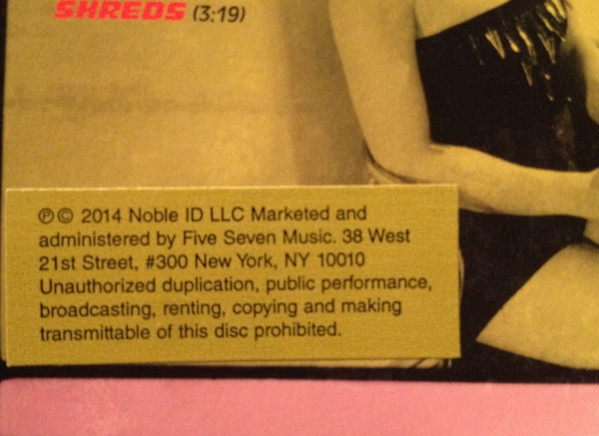 SHREDS (3:19)
℗© 2014 Noble ID LLC Marketed and
administered by Five Seven Music. 38 West
21st Street, #300 New York, NY 10010
Unauthorized duplication, public performance,
broadcasting, renting, copying and making
transmittable of this disc prohibited.